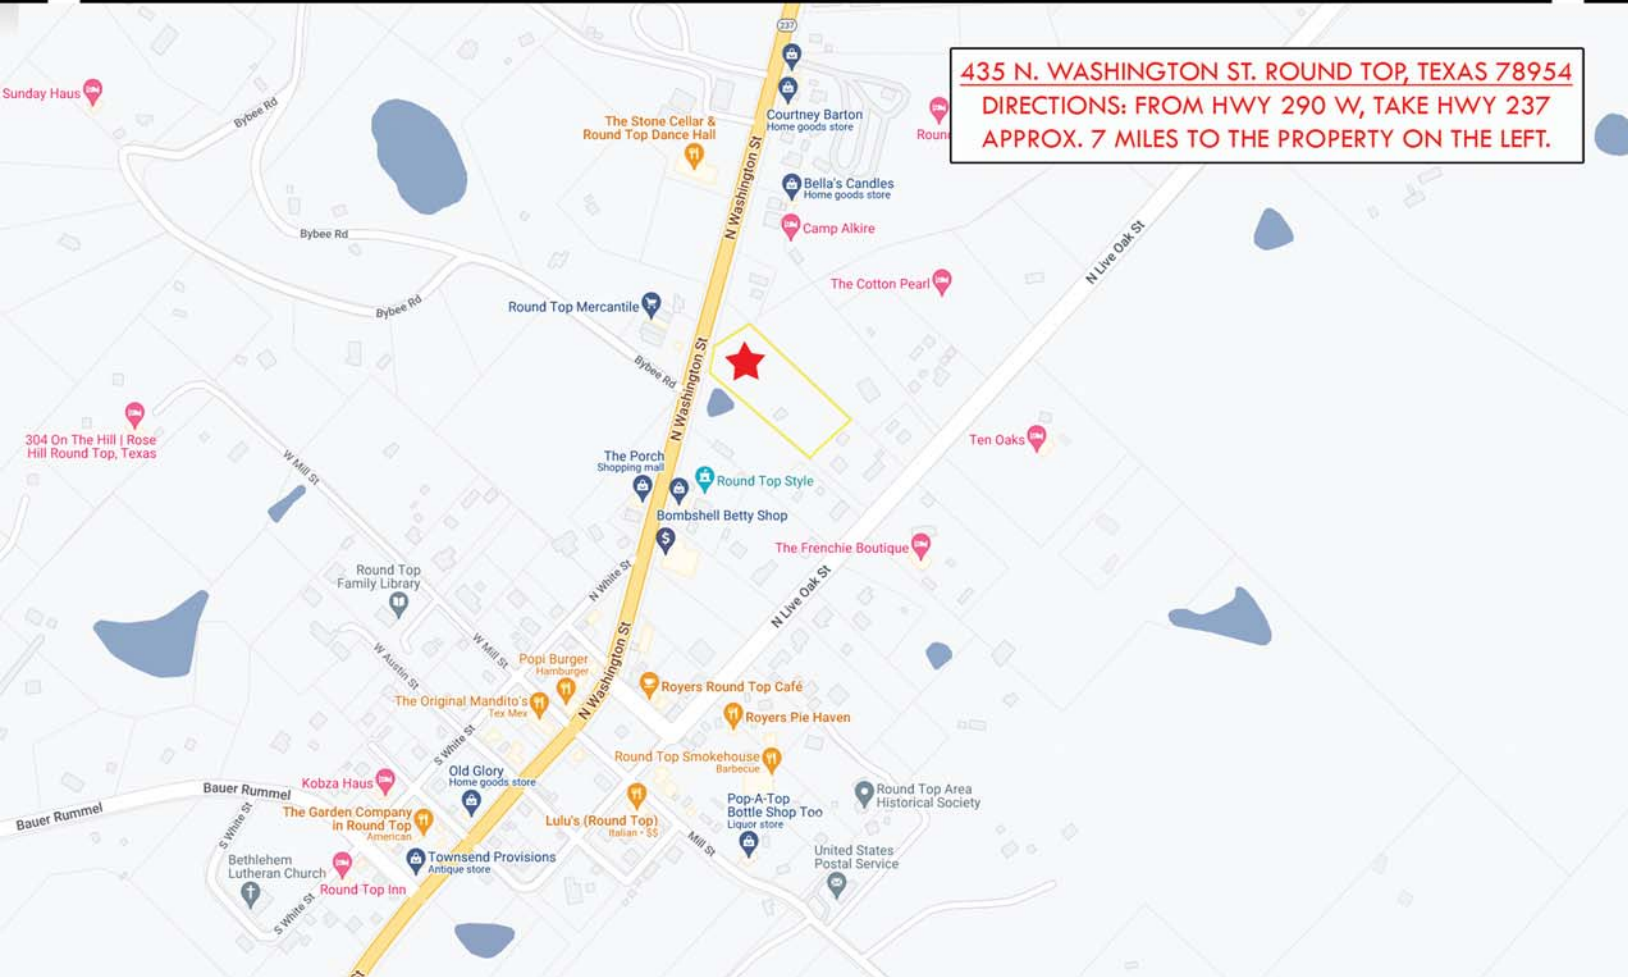 237
435 N. WASHINGTON ST. ROUND TOP, TEXAS 78954
DIRECTIONS: FROM HWY 290 W, TAKE HWY 237
APPROX. 7 MILES TO THE PROPERTY ON THE LEFT.
Sunday Haus
Bybee Rd
The Stone Cellar &
Round Top Dance Hall
Courtney Barton
Home goods store
Roun
N Washington St
Bella's Candles
Home goods store
Camp Alkire
Bybee Rd
N Live Oak St
The Cotton Pearl
Bybee Rd
Round Top Mercantile
Bybee Rd
N Washington St
304 On The Hill | Rose
Hill Round Top, Texas
W Mill St
Ten Oaks
The Porch
Shopping mall
Round Top Style
Bombshell Betty Shop
The Frenchie Boutique
Round Top
Family Library
N White St
N Live Oak St
W Mill St
W Austin St
N Washington St
Popi Burger
Hamburger
The Original Mandito's
Tex Mex
Royers Round Top Café
Royers Pie Haven
S White St
Round Top Smokehouse
Barbecue
Old Glory
Home goods store
Kobza Haus
Bauer Rummel
Bauer Rummel
The Garden Company
in Round Top
American
Lulu's (Round Top)
Italian • $$
Pop-A-Top
Bottle Shop Too
Liquor store
Round Top Area
Historical Society
S White St
Mill St
Bethlehem
Lutheran Church
Townsend Provisions
Antique store
Round Top Inn
United States
Postal Service
S White St
St